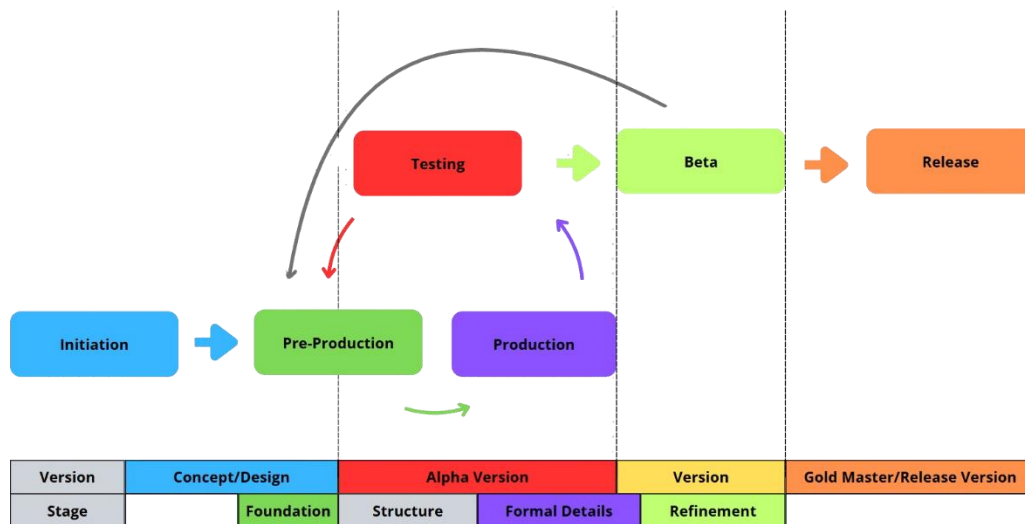 Testing
Beta
Release
Initiation
Pre-Production
Production
Version
Concept/Design
Alpha Version
Version
Gold Master/Release Version
Stage
Foundation
Structure
Formal Details
Refinement